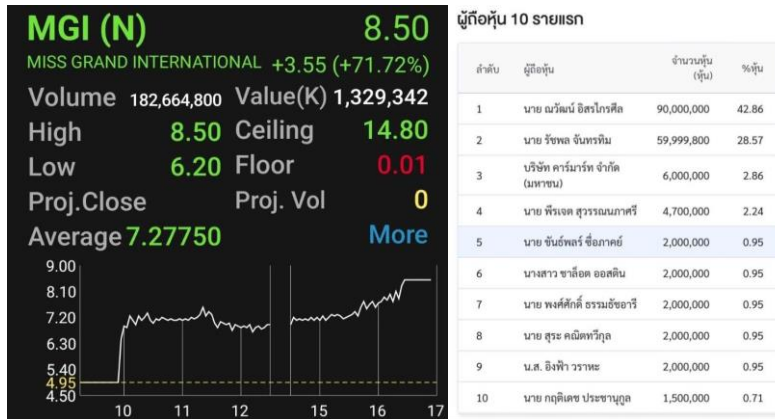 MGI (N) 8.50
MISS GRAND INTERNATIONAL +3.55 (+71.72%)
Volume 182,664,800 Value(K) 1,329,342
High 8.50 Ceiling 14.80
Low 6.20 Floor 0.01
Proj.Close Proj. Vol 0
Average 7.27750 More
9.00
8.10
7.20
6.30
5.40
4.95
4.50
10 11 12 15 16 17
ผู้ถือหุ้น 10 รายแรก
ลำดับ ผู้ถือหุ้น จำนวนหุ้น (หุ้น) %หุ้น
1 นาย ณวัฒน์ อิสรไกรศีล 90,000,000 42.86
2 นาย รัชพล จันทรทิม 59,999,800 28.57
3 บริษัท คาร์มาร์ท จำกัด (มหาชน) 6,000,000 2.86
4 นาย พีรเจต สุวรรณนภาศรี 4,700,000 2.24
5 นาย ขันธ์พลร์ ซื่อภาคย์ 2,000,000 0.95
6 นางสาว ชาล็อต ออสติน 2,000,000 0.95
7 นาย พงศ์ศักดิ์ ธรรมธัชอารี 2,000,000 0.95
8 นาย สุระ คณิตทวีกุล 2,000,000 0.95
9 น.ส. อิงฟ้า วราหะ 2,000,000 0.95
10 นาย กฤติเดช ประชานุกูล 1,500,000 0.71